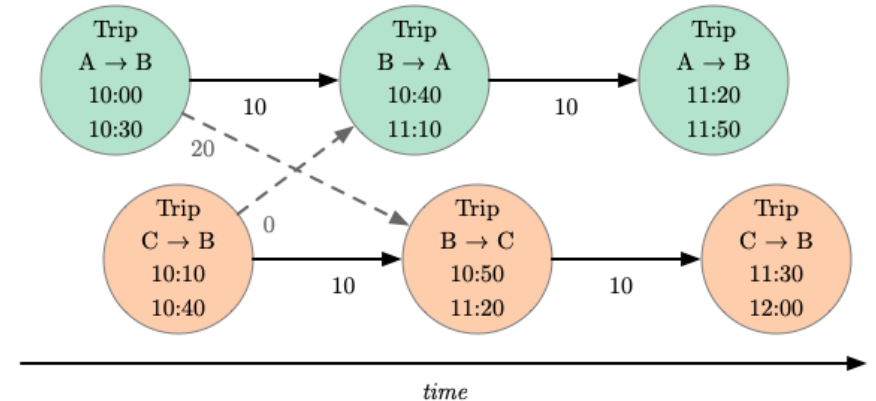 Trip
A → B
10:00
10:30
10
Trip
B → A
10:40
11:10
10
Trip
A → B
11:20
11:50
20
0
Trip
C → B
10:10
10:40
10
Trip
B → C
10:50
11:20
10
Trip
C → B
11:30
12:00
time